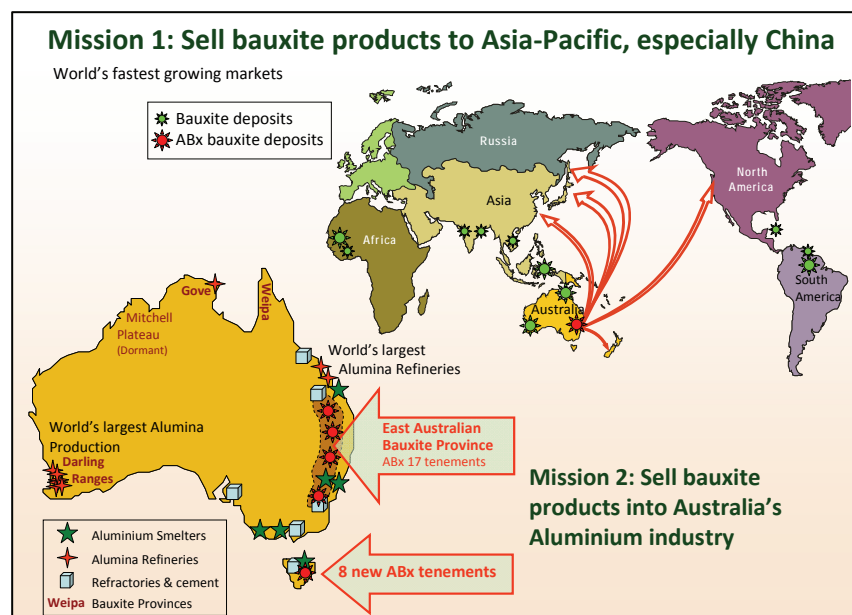 Mission 1: Sell bauxite products to Asia-Pacific, especially China
World's fastest growing markets
Bauxite deposits
ABx bauxite deposits
Russia
Asia
Africa
North
America
South
America
Australia
Gove
Weipa
Mitchell
Plateau
(Dormant)
World's largest
Alumina Refineries
World's largest Alumina
Production
Darling
Ranges
East Australian
Bauxite Province
ABx 17 tenements
Mission 2: Sell bauxite
products into Australia's
Aluminium industry
Aluminium Smelters
Alumina Refineries
Refractories & cement
Weipa Bauxite Provinces
8 new ABx tenements